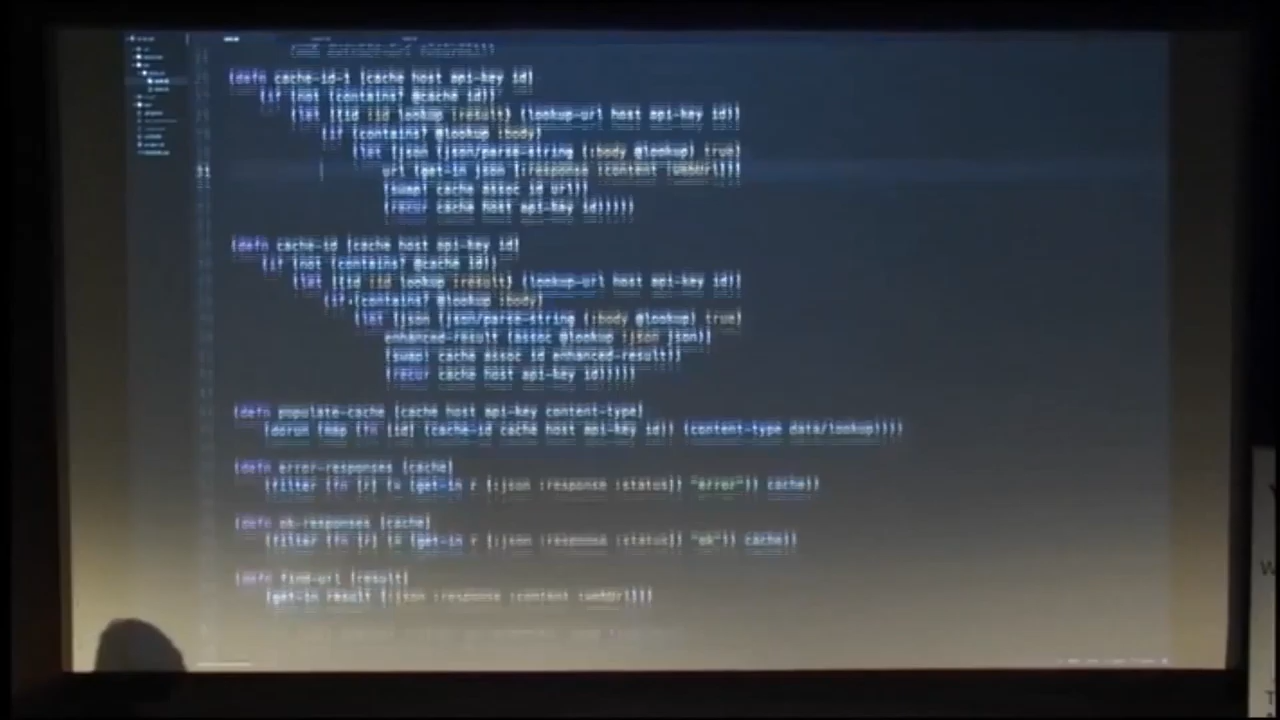 (defn cache-id-1 [cache host api-key id]
(if (not (contains? @cache id))
(let [{id :id lookup :result} (lookup-url host api-key id)]
(if (contains? @lookup :body)
(let [json (json/parse-string (:body @lookup) true)
31
url (get-in json [:response :content :webUrl])]
(swap! cache assoc id url))
(recur cache host api-key id)))))
(defn cache-id [cache host api-key id]
(if (not (contains? @cache id))
(let [{id :id lookup :result} (lookup-url host api-key id)]
(if (contains? @lookup :body)
(let [json (json/parse-string (:body @lookup) true)
enhanced-result (assoc @lookup :json json)]
(swap! cache assoc id enhanced-result))
(recur cache host api-key id)))))
(defn populate-cache [cache host api-key content-type]
(dorun (map (fn [id] (cache-id cache host api-key id)) (content-type data/lookup))))
(defn error-responses [cache]
(filter (fn [r] (= (get-in r [:json :response :status]) "error")) cache))
(defn ok-responses [cache]
(filter (fn [r] (= (get-in r [:json :response :status]) "ok")) cache))
(defn find-url [result]
(get-in result [:json :response :content :webUrl]))